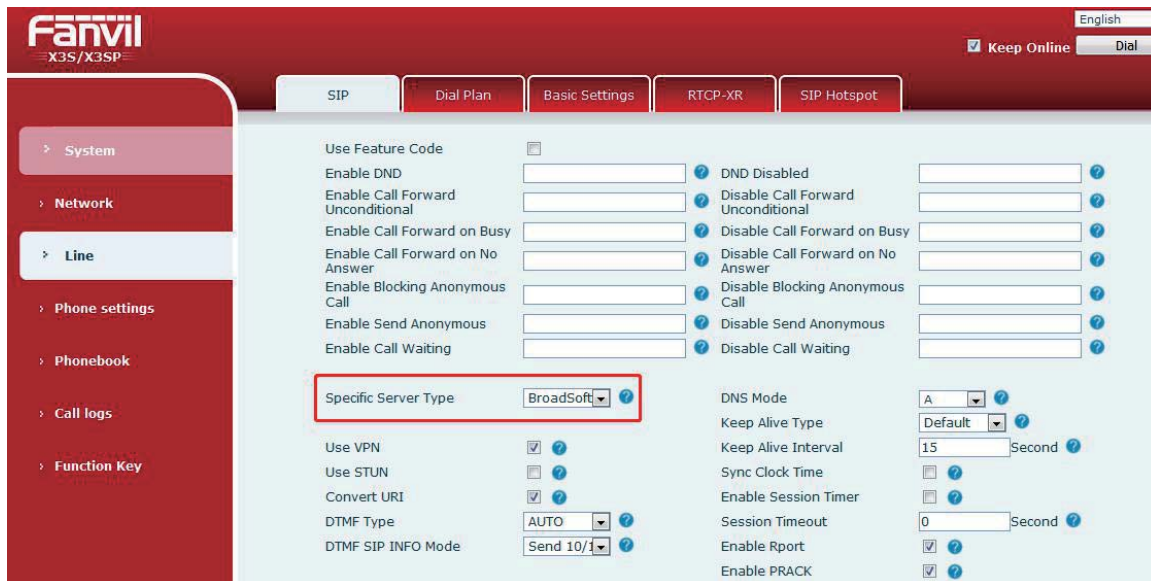 Fanvil
X3S/X3SP
English
Keep Online Dial
SIP Dial Plan Basic Settings RTCP-XR SIP Hotspot
› System
› Network
› Line
› Phone settings
› Phonebook
› Call logs
› Function Key
Use Feature Code
Enable DND ? DND Disabled ?
Enable Call Forward Unconditional ? Disable Call Forward Unconditional ?
Enable Call Forward on Busy ? Disable Call Forward on Busy ?
Enable Call Forward on No Answer ? Disable Call Forward on No Answer ?
Enable Blocking Anonymous Call ? Disable Blocking Anonymous Call ?
Enable Send Anonymous ? Disable Send Anonymous ?
Enable Call Waiting ? Disable Call Waiting ?
Specific Server Type BroadSoft ? DNS Mode A ?
Keep Alive Type Default ?
Use VPN ? Keep Alive Interval 15 Second ?
Use STUN ? Sync Clock Time ?
Convert URI ? Enable Session Timer ?
DTMF Type AUTO ? Session Timeout 0 Second ?
DTMF SIP INFO Mode Send 10/1 ? Enable Rport ?
Enable PRACK ?